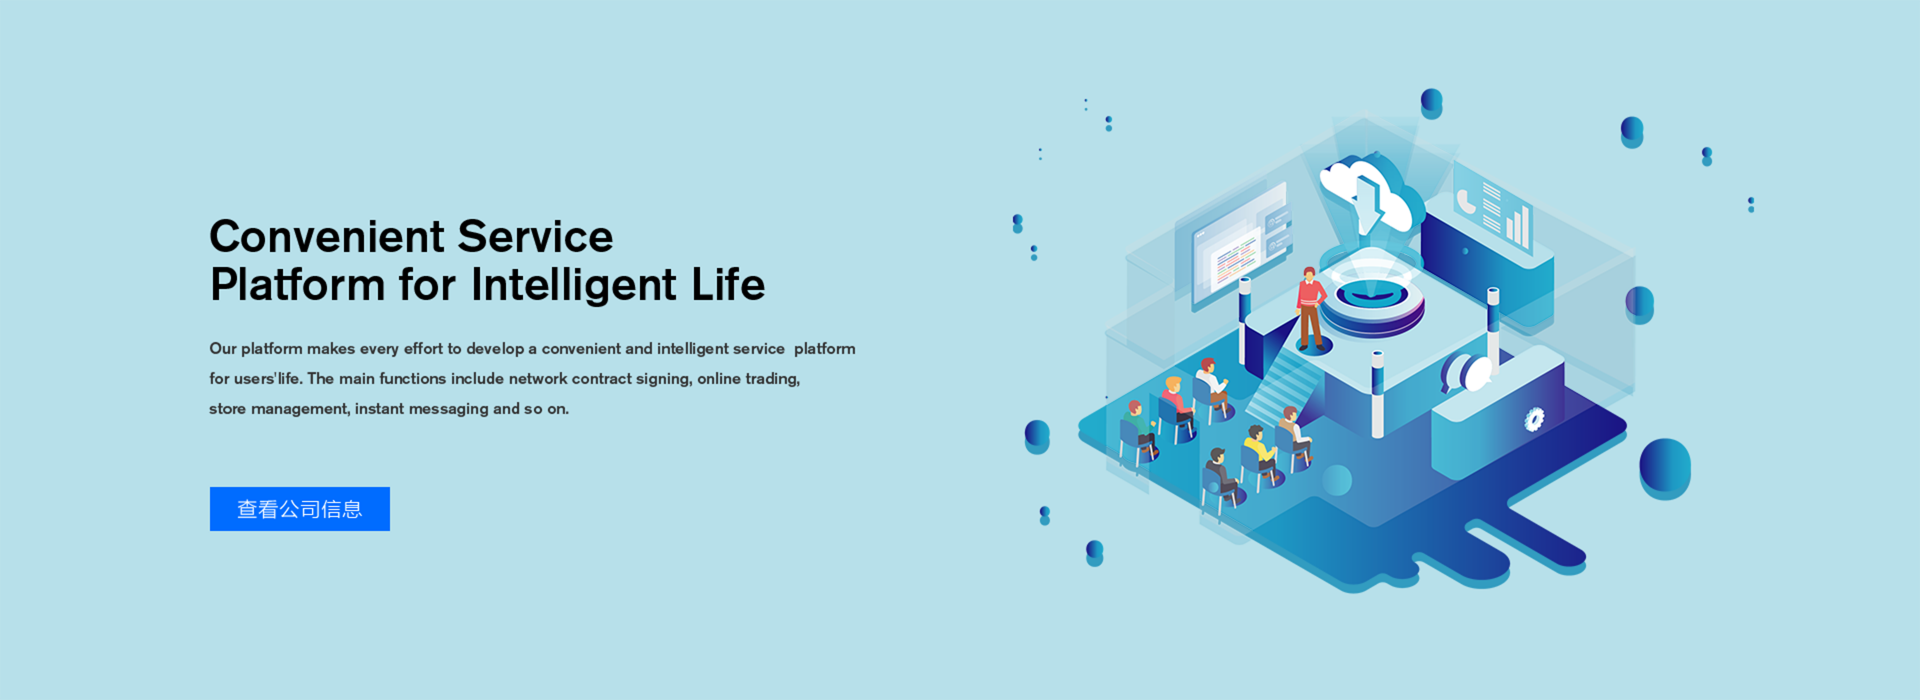 Convenient Service
Platform for Intelligent Life
Our platform makes every effort to develop a convenient and intelligent service  platform
for users'life. The main functions include network contract signing, online trading,
store management, instant messaging and so on.
查看公司信息